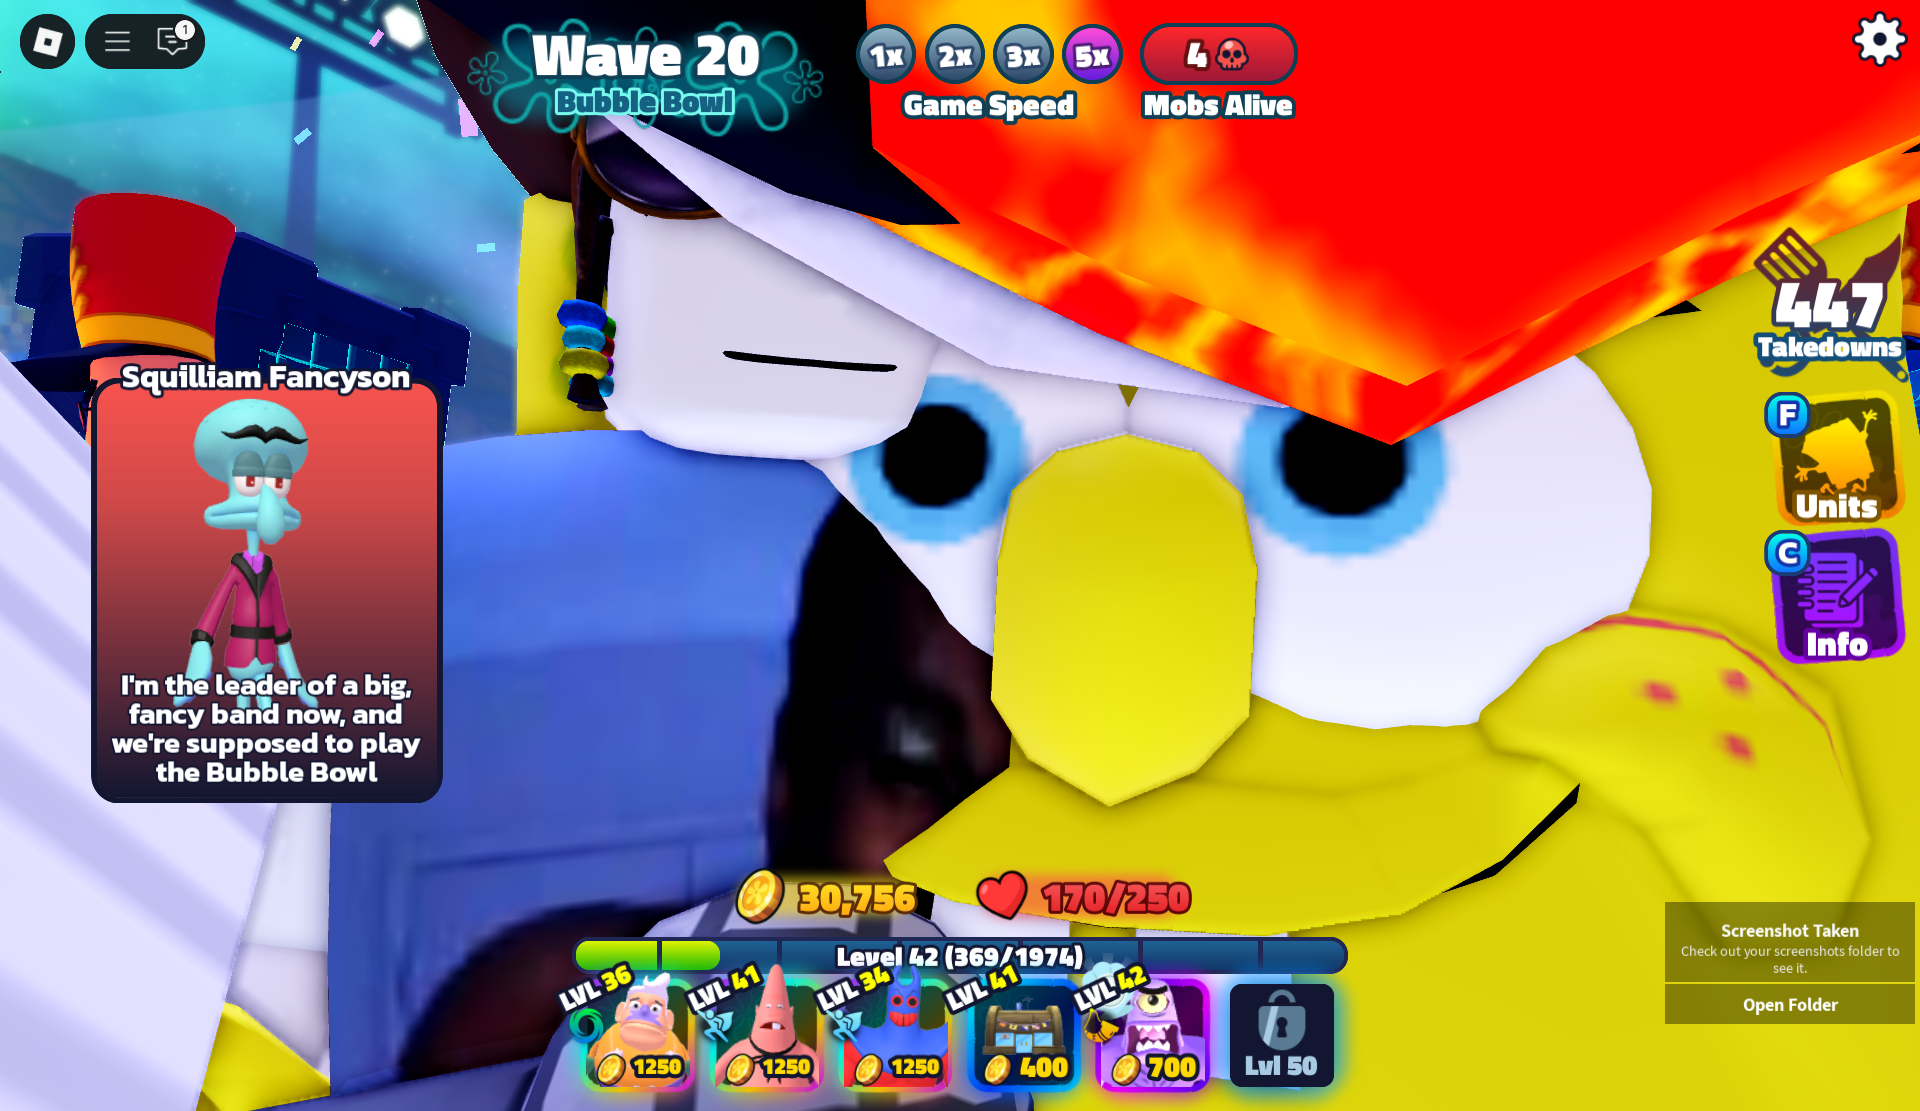 1
Wave 20
Bubble Bowl
1x
2x
3x
5x
Game Speed
4
Mobs Alive
447
Takedowns
F
Units
C
Info
Squilliam Fancyson
I'm the leader of a big,
fancy band now, and
we're supposed to play
the Bubble Bowl
30,756
170/250
Level 42 (369/1974)
LVL 36
1250
LVL 41
1250
LVL 34
1250
LVL 41
400
LVL 42
700
Lvl 50
Screenshot Taken
Check out your screenshots folder to
see it.
Open Folder